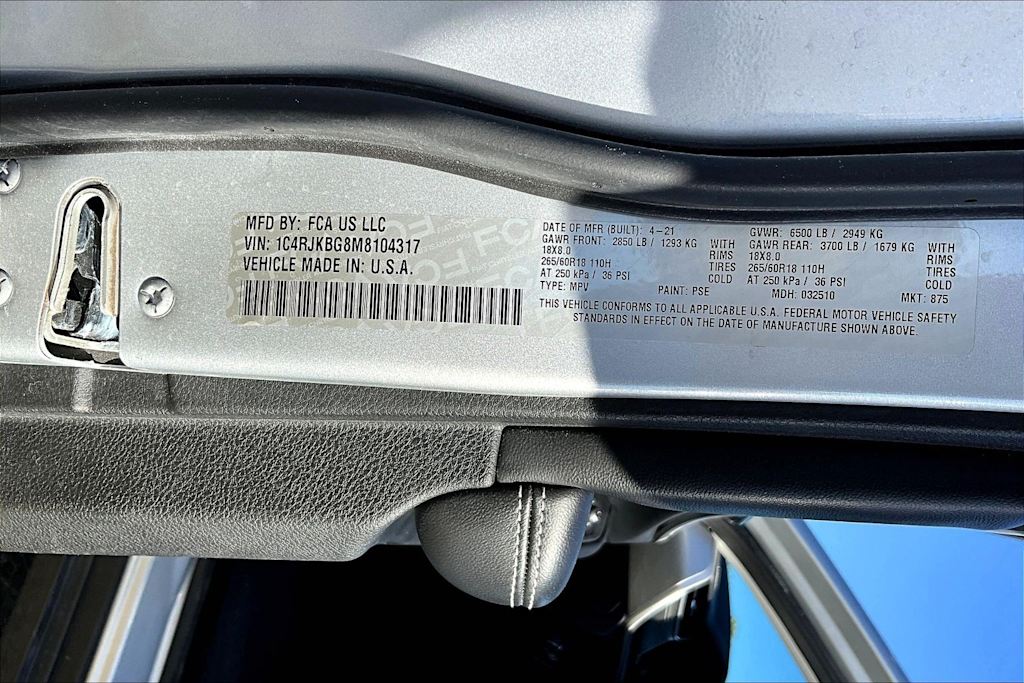 MFD BY: FCA US LLC
VIN: 1C4RJKBG8M8104317
VEHICLE MADE IN: U.S.A.
DATE OF MFR (BUILT): 4-21 GVWR: 6500 LB / 2949 KG
GAWR FRONT: 2850 LB / 1293 KG WITH GAWR REAR: 3700 LB / 1679 KG WITH
18X8.0 RIMS 18X8.0 RIMS
265/60R18 110H TIRES 265/60R18 110H TIRES
AT 250 kPa / 36 PSI COLD AT 250 kPa / 36 PSI COLD
TYPE: MPV PAINT: PSE MDH: 032510 MKT: 875
THIS VEHICLE CONFORMS TO ALL APPLICABLE U.S.A. FEDERAL MOTOR VEHICLE SAFETY
STANDARDS IN EFFECT ON THE DATE OF MANUFACTURE SHOWN ABOVE.